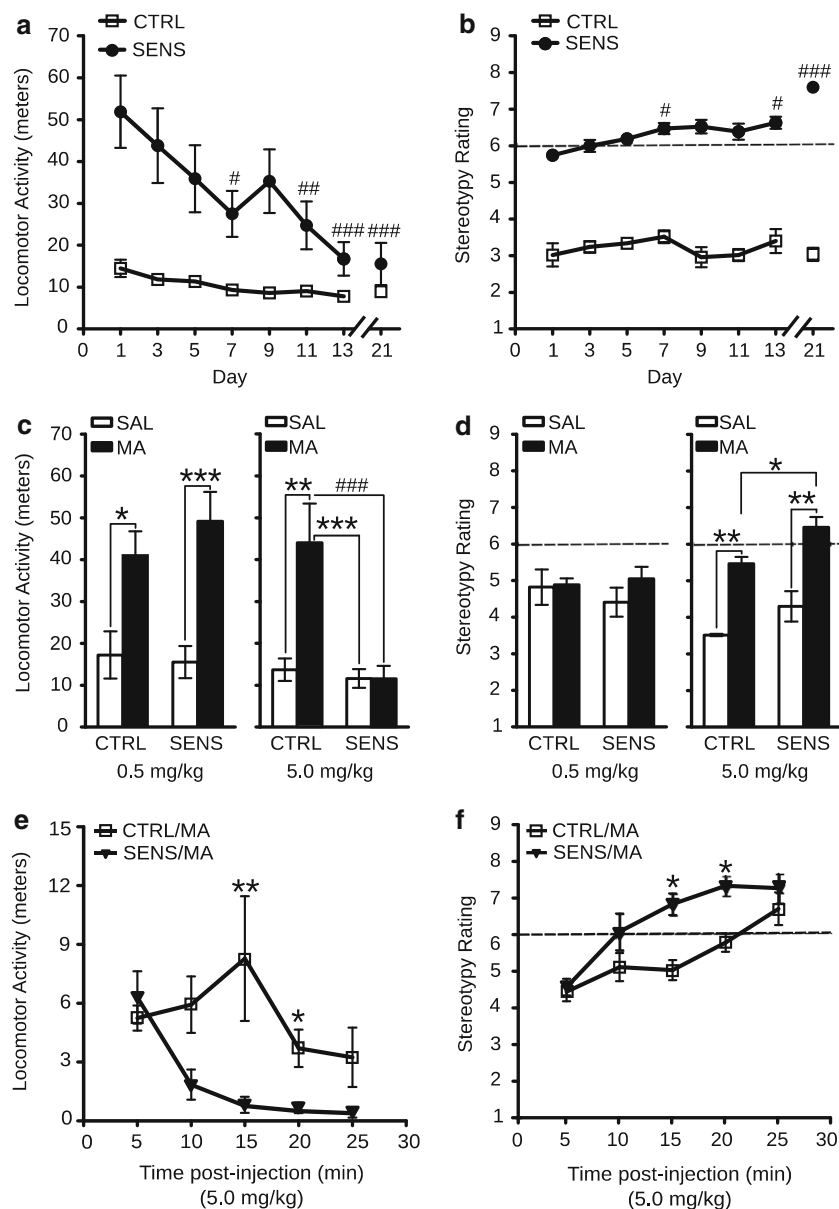 a
CTRL
SENS
Locomotor Activity (meters)
70
60
50
40
30
20
10
0
#
##
###
###
0
1
3
5
7
9
11
13
21
Day
b
CTRL
SENS
Stereotypy Rating
9
8
7
6
5
4
3
2
1
#
#
###
0
1
3
5
7
9
11
13
21
Day
c
SAL
MA
SAL
MA
Locomotor Activity (meters)
70
60
50
40
30
20
10
0
*
***
**
###
***
CTRL
SENS
CTRL
SENS
0.5 mg/kg
5.0 mg/kg
d
SAL
MA
SAL
MA
Stereotypy Rating
9
8
7
6
5
4
3
2
1
*
**
**
CTRL
SENS
CTRL
SENS
0.5 mg/kg
5.0 mg/kg
e
CTRL/MA
SENS/MA
Locomotor Activity (meters)
15
12
9
6
3
0
**
*
0
5
10
15
20
25
30
Time post-injection (min)
(5.0 mg/kg)
f
CTRL/MA
SENS/MA
Stereotypy Rating
9
8
7
6
5
4
3
2
1
*
*
0
5
10
15
20
25
30
Time post-injection (min)
(5.0 mg/kg)